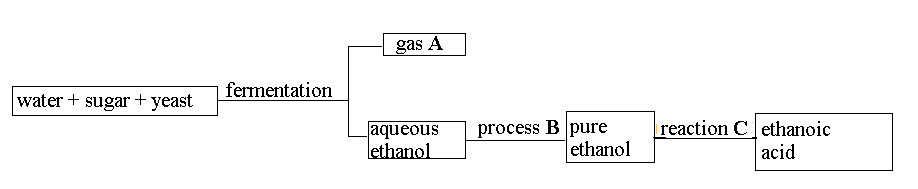 gas A
fermentation
water + sugar + yeast
aqueous
ethanol
process B
pure
ethanol
reaction C
ethanoic
acid